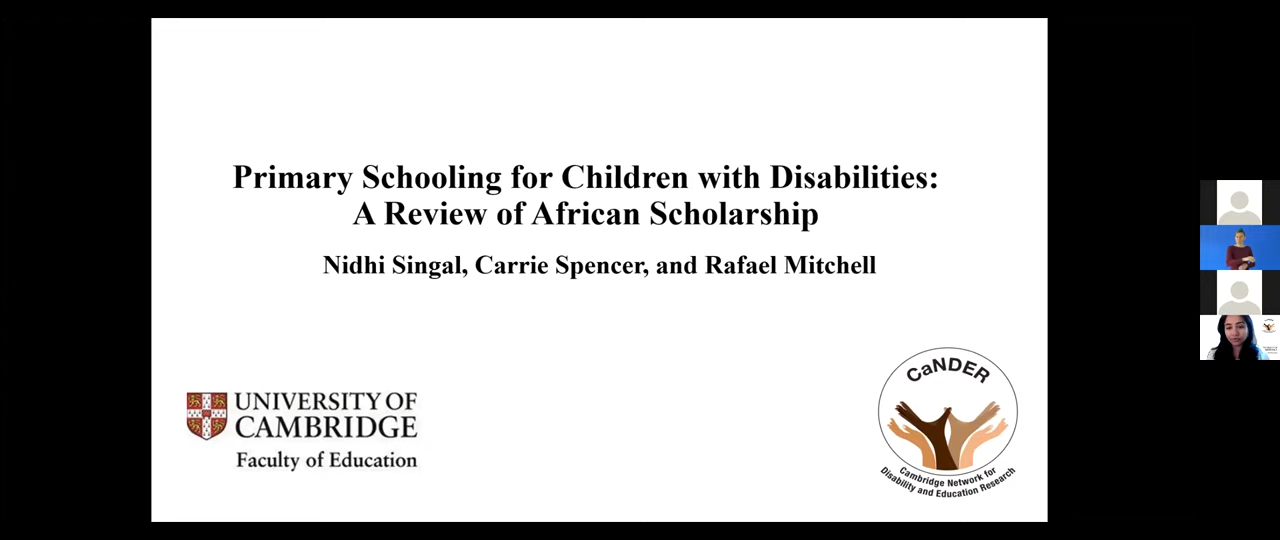 Primary Schooling for Children with Disabilities:
A Review of African Scholarship
Nidhi Singal, Carrie Spencer, and Rafael Mitchell
UNIVERSITY OF
CAMBRIDGE
Faculty of Education
CaNDER
Cambridge Network for
Disability and Education Research